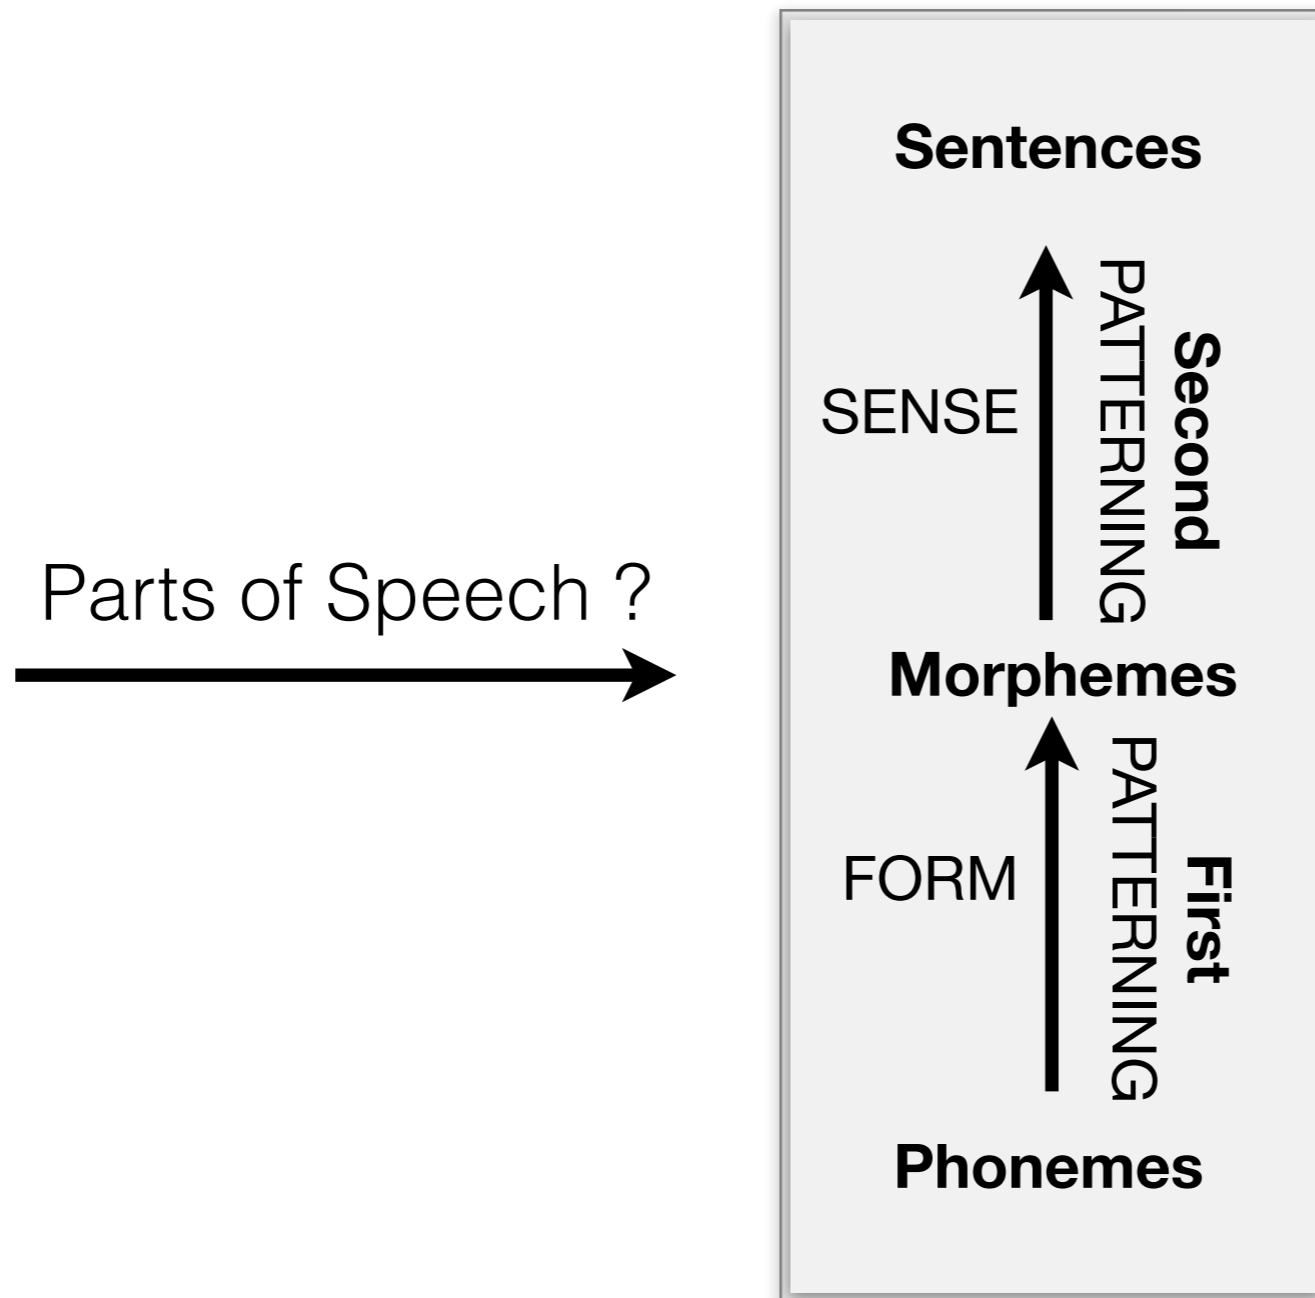 Parts of Speech ?
Sentences
SENSE
Second
PATTERNING
Morphemes
FORM
First
PATTERNING
Phonemes